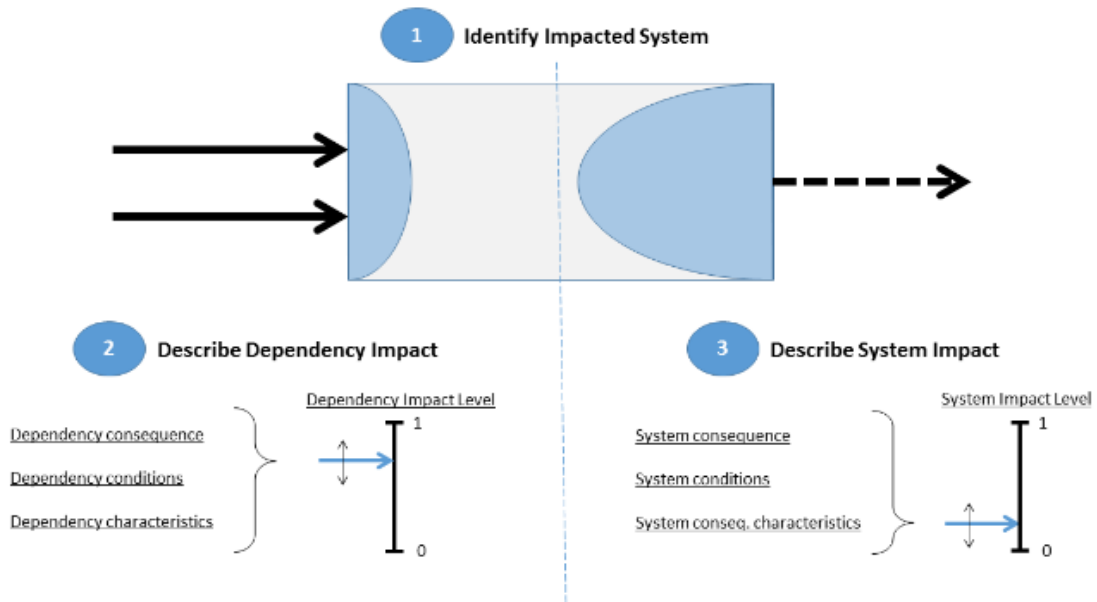 1 Identify Impacted System
2 Describe Dependency Impact
Dependency Impact Level
1
Dependency consequence
Dependency conditions
Dependency characteristics
0
3 Describe System Impact
System Impact Level
1
System consequence
System conditions
System conseq. characteristics
0